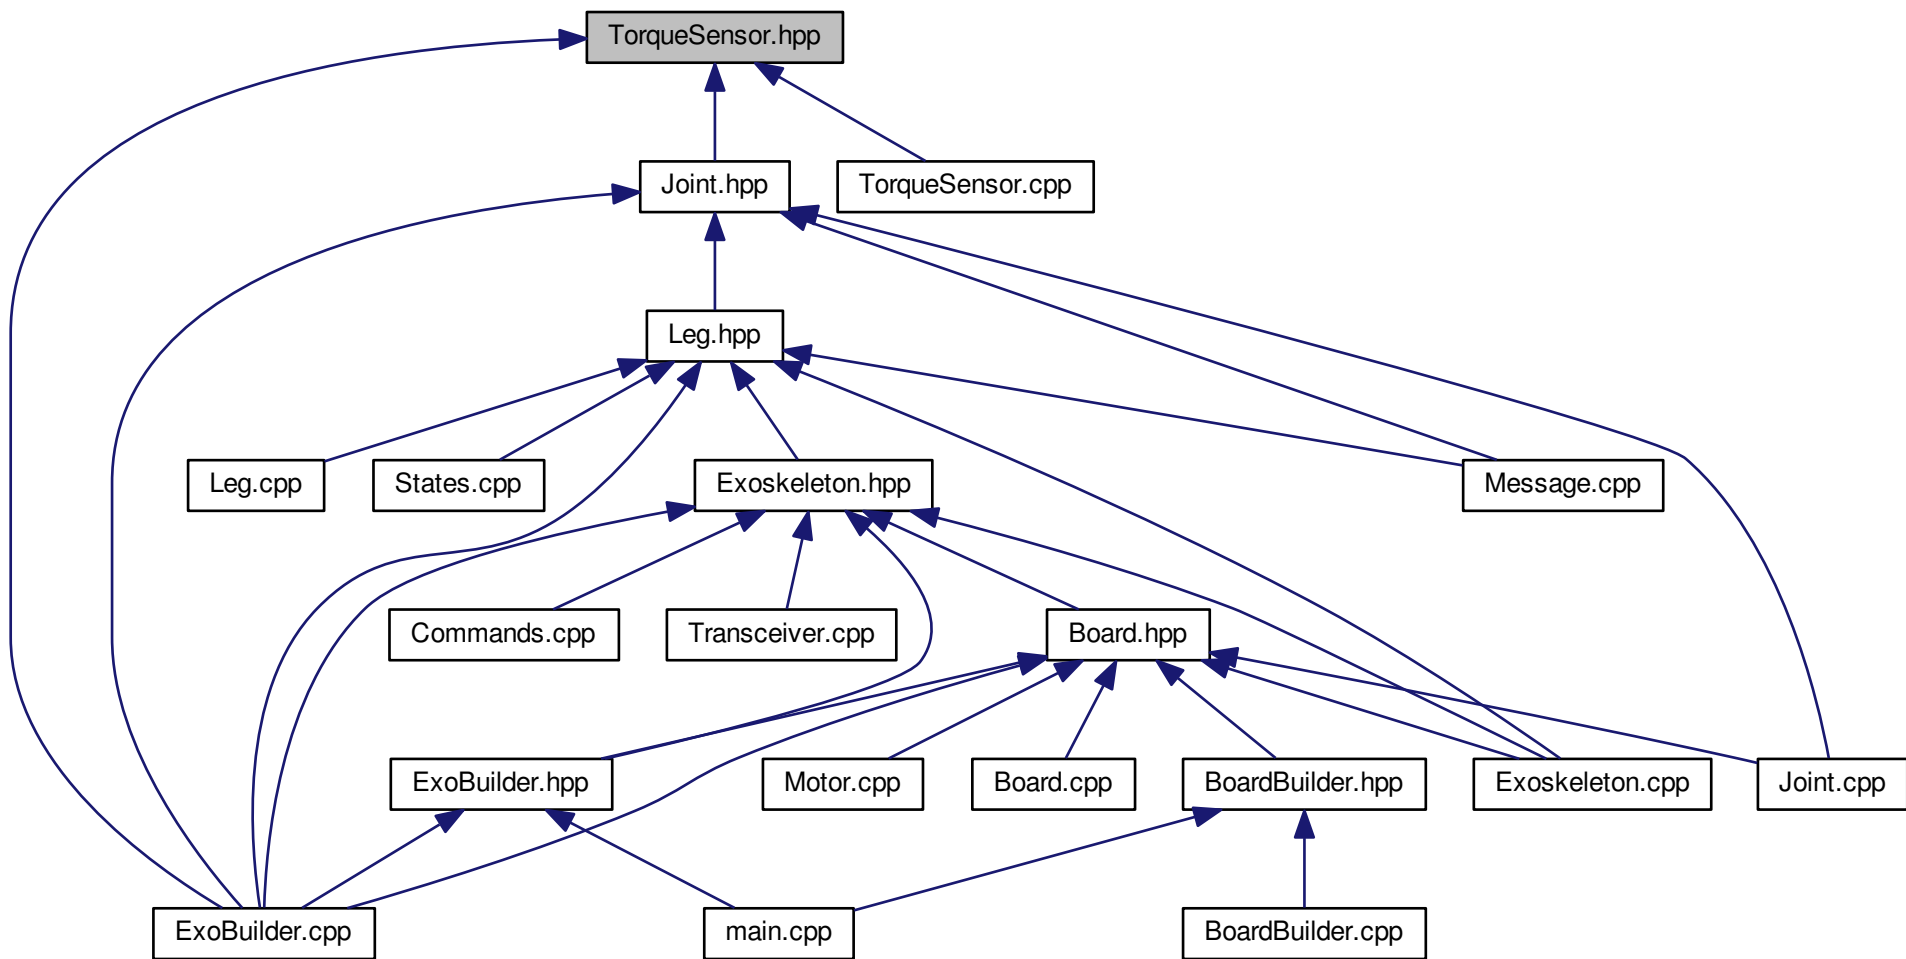 TorqueSensor.hpp
Joint.hpp
TorqueSensor.cpp
Leg.hpp
Leg.cpp
States.cpp
Exoskeleton.hpp
Message.cpp
Commands.cpp
Transceiver.cpp
Board.hpp
ExoBuilder.hpp
Motor.cpp
Board.cpp
BoardBuilder.hpp
Exoskeleton.cpp
Joint.cpp
ExoBuilder.cpp
main.cpp
BoardBuilder.cpp